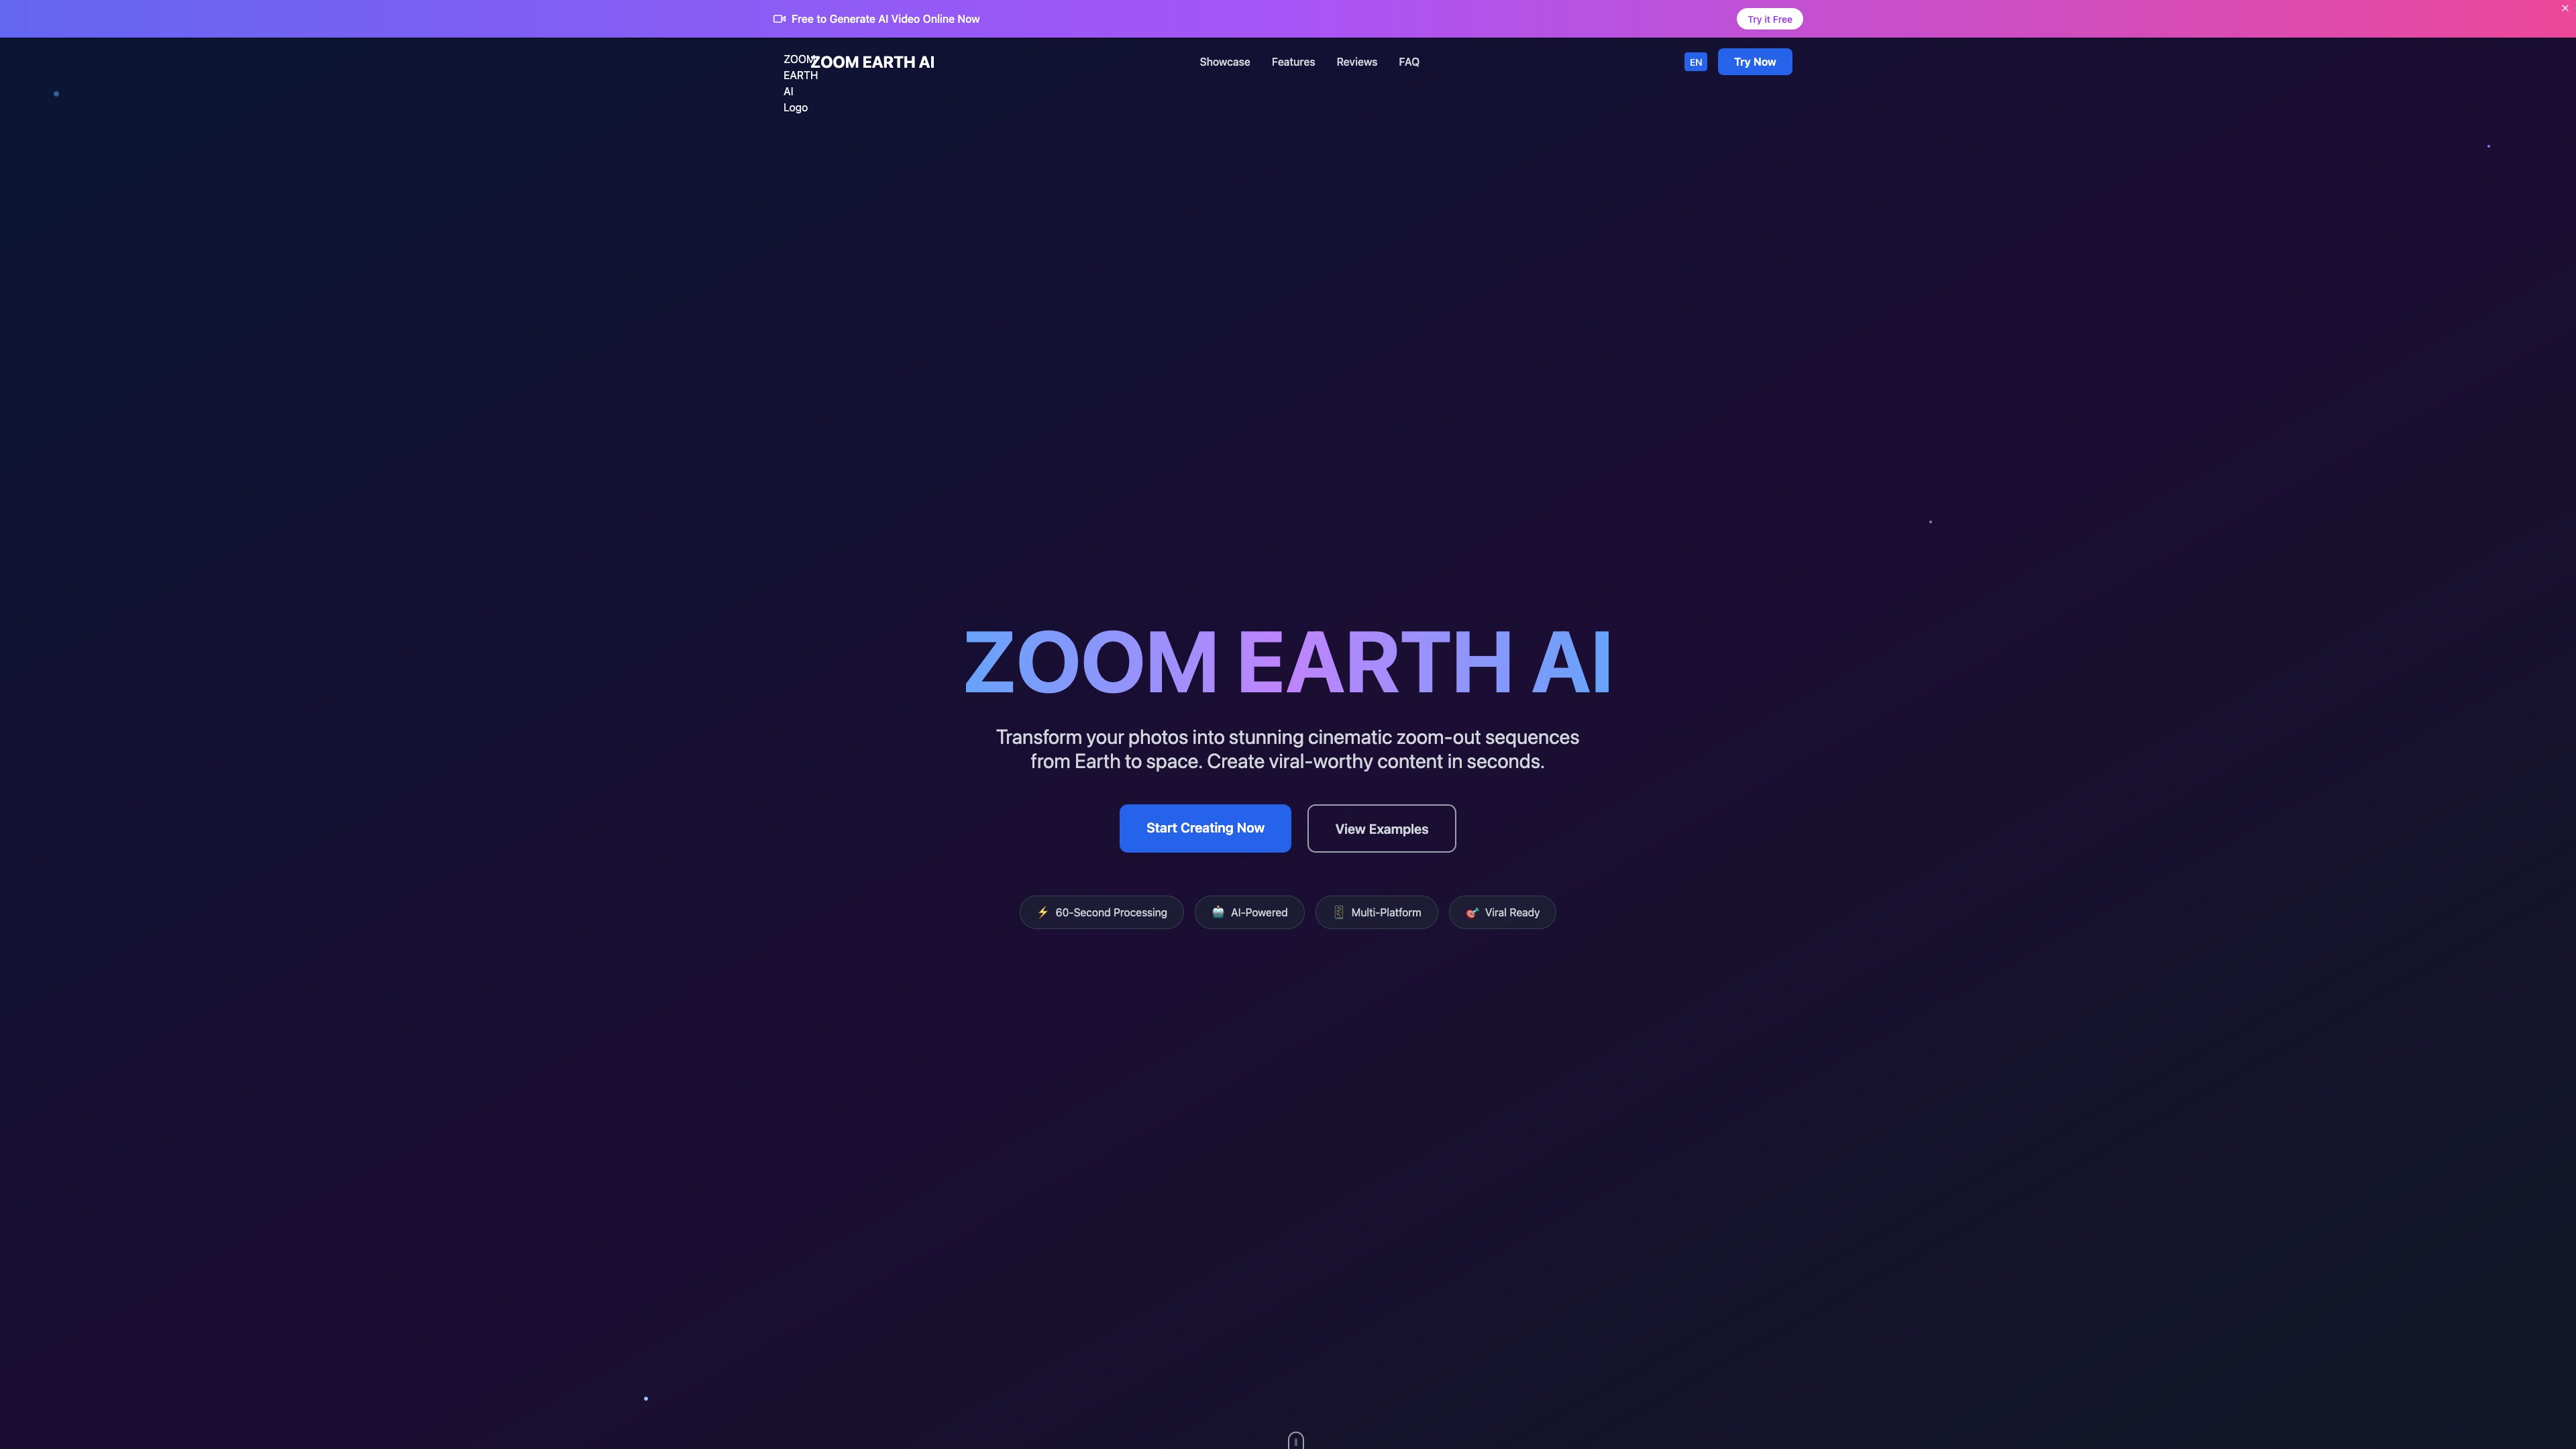 Free to Generate AI Video Online Now
Try it Free
ZOOM
EARTH
AI
Logo
ZOOM EARTH AI
Showcase
Features
Reviews
FAQ
EN
Try Now
ZOOM EARTH AI
Transform your photos into stunning cinematic zoom-out sequences
from Earth to space. Create viral-worthy content in seconds.
Start Creating Now
View Examples
60-Second Processing
AI-Powered
Multi-Platform
Viral Ready